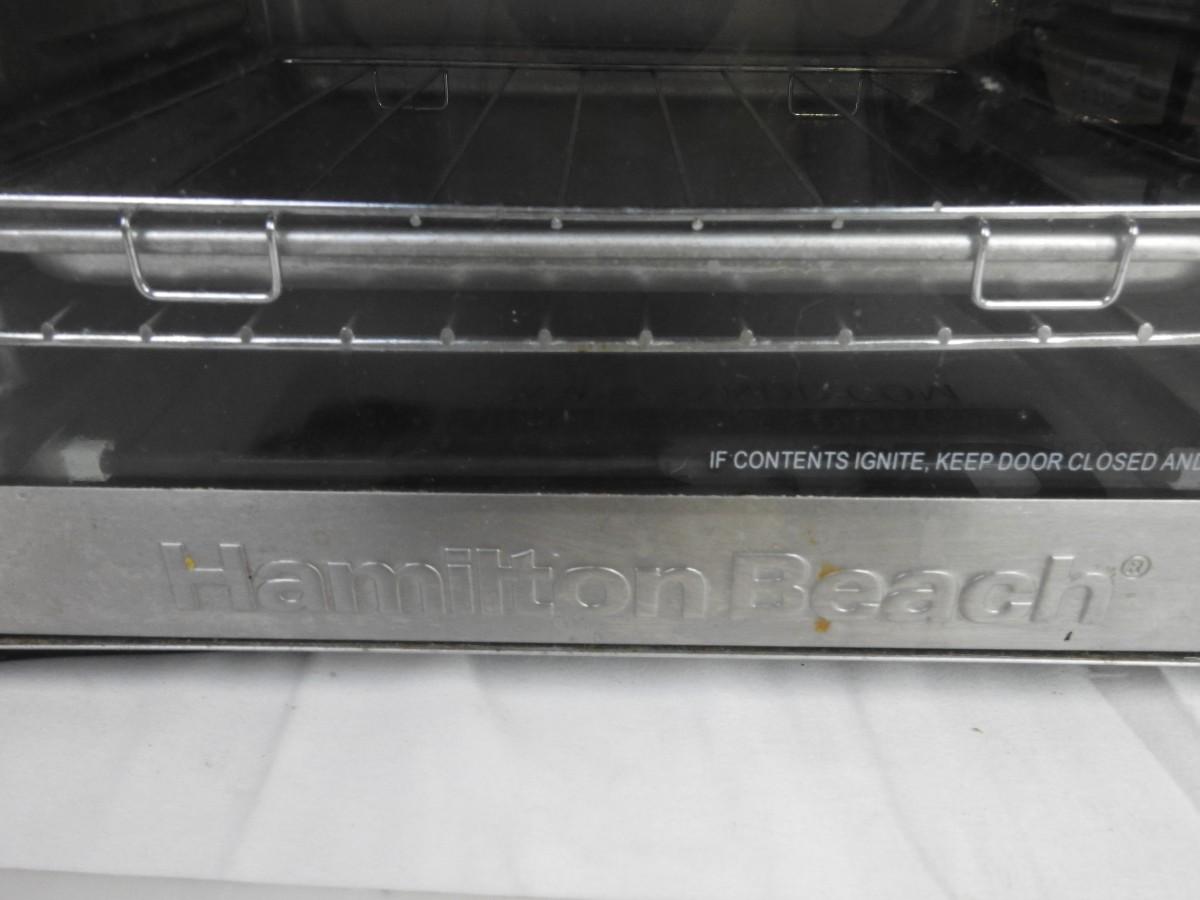 IF CONTENTS IGNITE, KEEP DOOR CLOSED AND
Hamilton Beach®